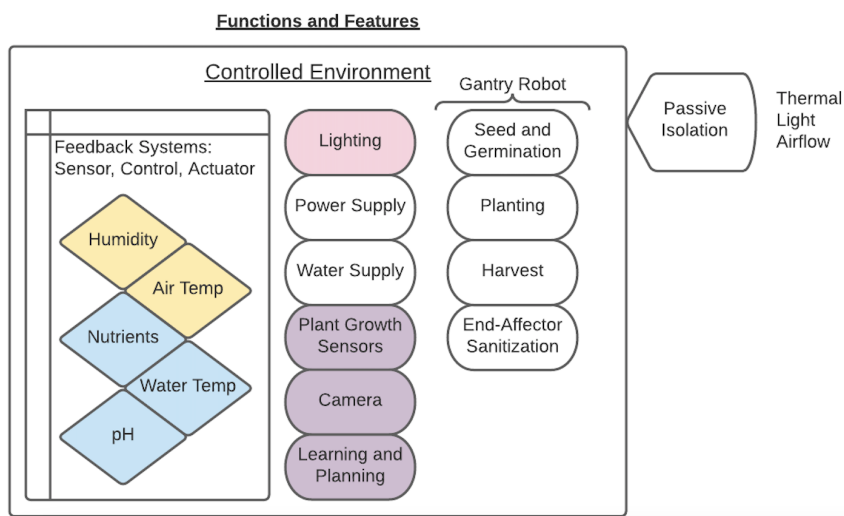 Functions and Features
Controlled Environment
Feedback Systems:
Sensor, Control, Actuator
Humidity
Air Temp
Nutrients
Water Temp
pH
Lighting
Power Supply
Water Supply
Plant Growth
Sensors
Camera
Learning and
Planning
Gantry Robot
Seed and
Germination
Planting
Harvest
End-Affector
Sanitization
Passive
Isolation
Thermal
Light
Airflow